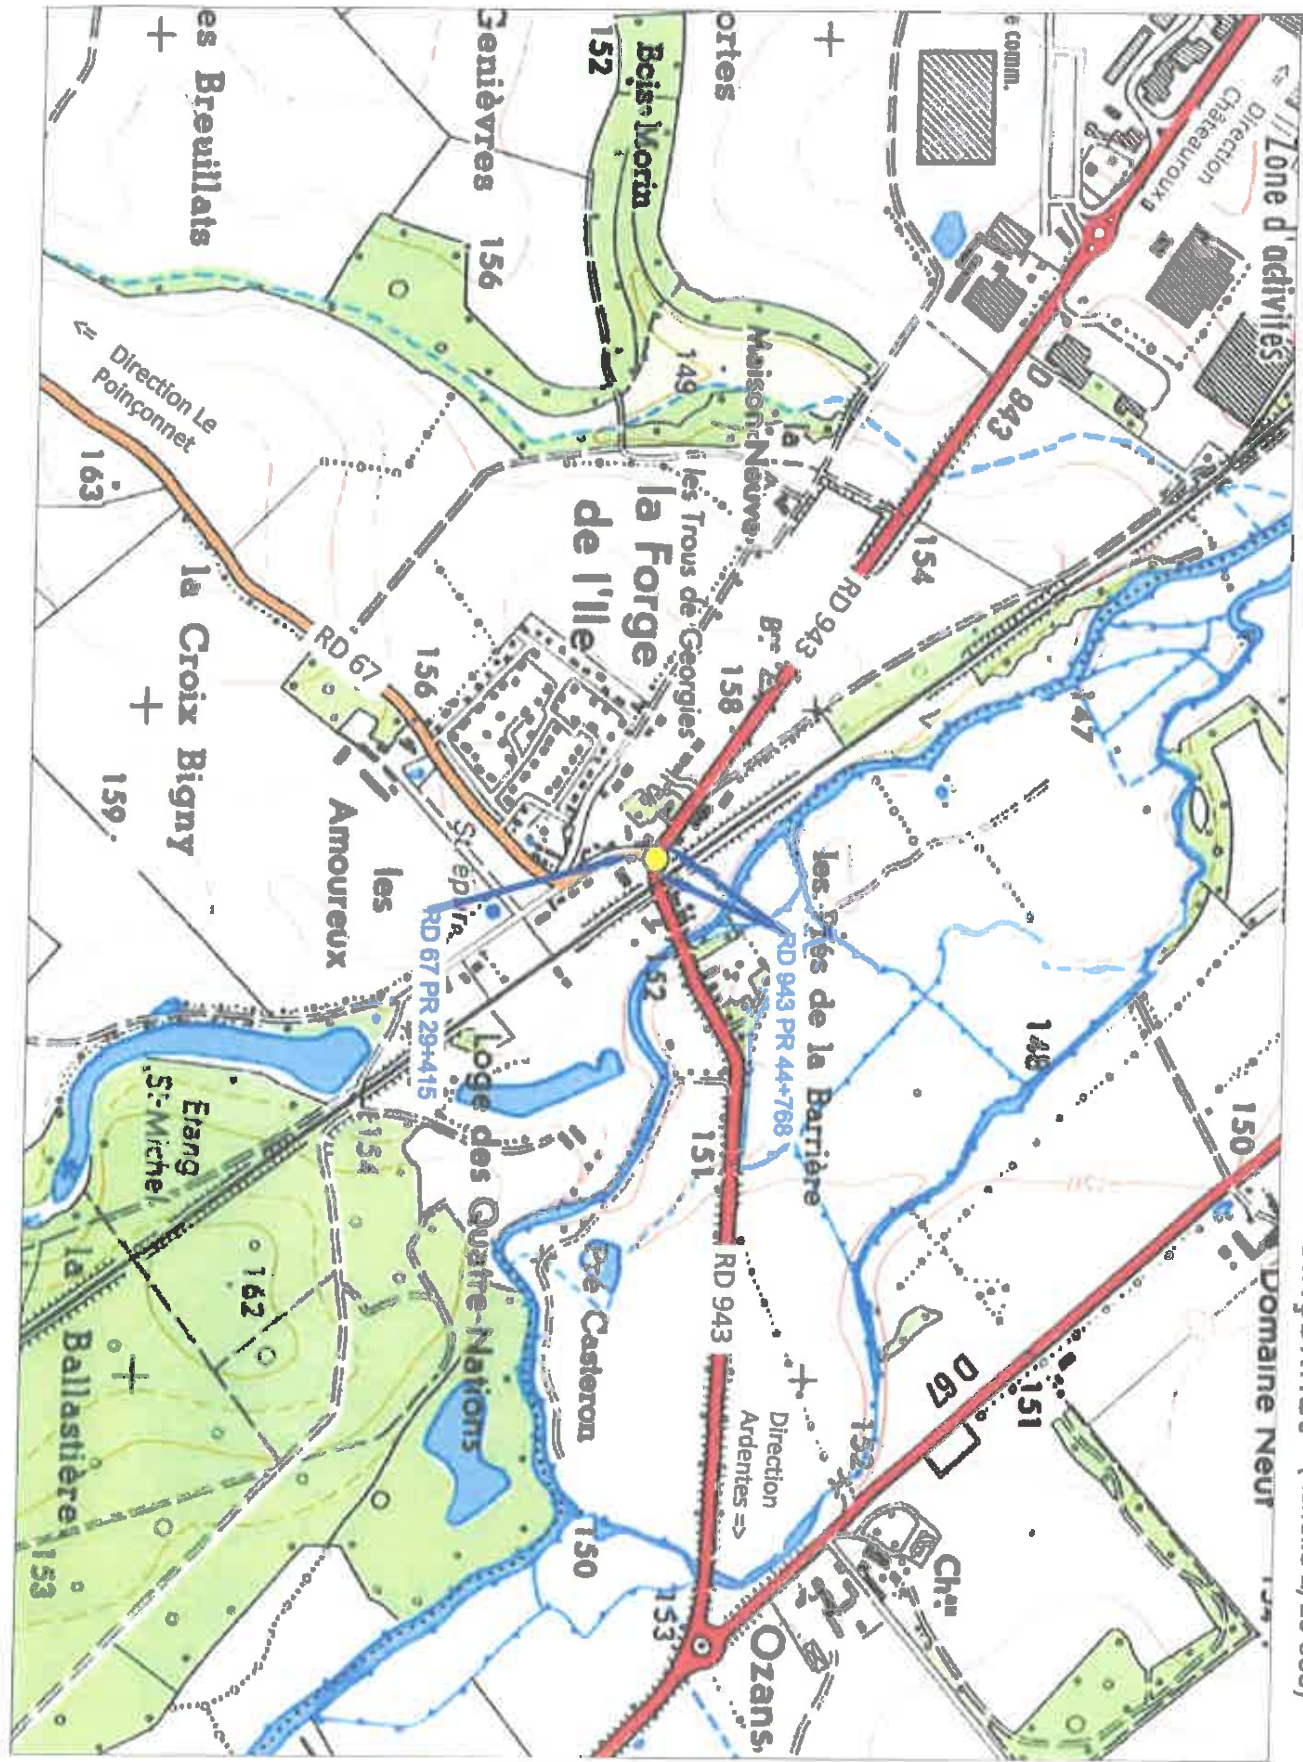 <= //Zone d'activités
Direction
Châteauroux
Domaine Neuf
e Comm.
D 943
154
RD 943
147
148
150
151
D 67
152
Chau
ortes
Bois-Morin
152
149
Maison-Neuve
les Trous de Georgies
158
la Forge
de l'Ile
les Prés de la Barrière
RD 943 PR 44+768
152
151
RD 943
Direction
Ardentes =>
Ozans
153
Genièvres
156
es Breuillats
<= Direction Le
Poinçonnet
163
RD 67
156
la Croix Bigny
159
les
Amoureux
RD 67 PR 29+415
Loge des Quatre-Nations
Pré Casteron
150
Etang
St-Michel
154
162
la Ballastière
153